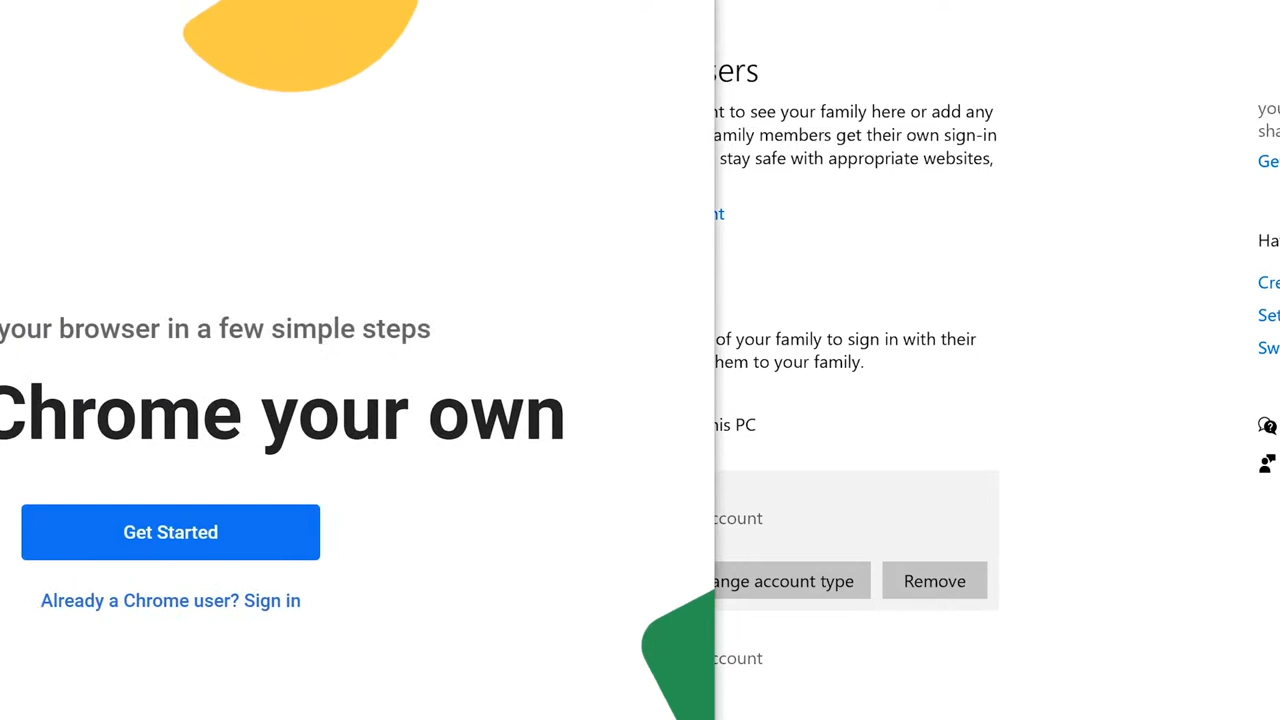 your browser in a few simple steps
Chrome your own
Get Started
Already a Chrome user? Sign in
sers
nt to see your family here or add any
amily members get their own sign-in
stay safe with appropriate websites,
nt
of your family to sign in with their
hem to your family.
his PC
ccount
ange account type
Remove
ccount
you
sha
Ge
Ha
Cre
Set
Sw